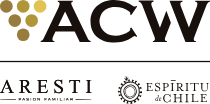 ACW
ARESTI
PASIÓN FAMILIAR
ESPÍRITU
de CHILE